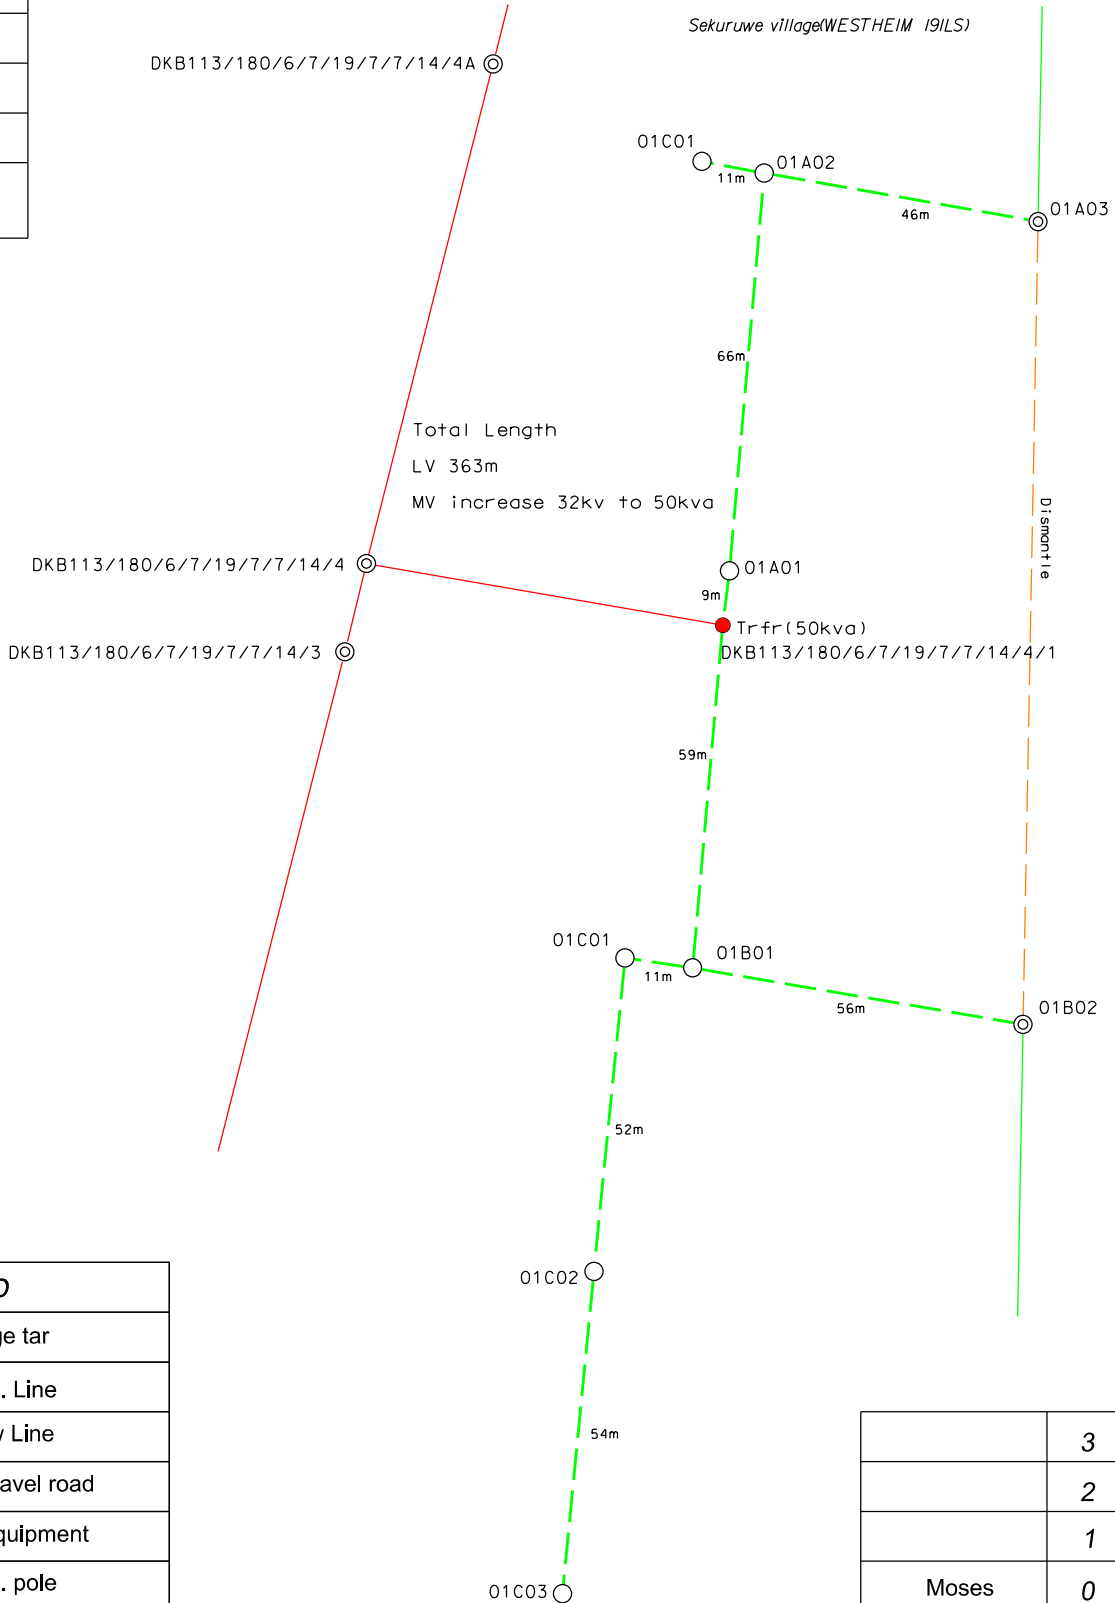 Sekuruwe village(WESTHEIM 191LS)
DKB113/180/6/7/19/7/7/14/4A
01C01
01A02
11m
46m
01A03
66m
Total Length
LV 363m
MV increase 32kv to 50kva
Dismantle
DKB113/180/6/7/19/7/7/14/4
01A01
9m
Trfr(50kva)
DKB113/180/6/7/19/7/7/14/3
DKB113/180/6/7/19/7/7/14/4/1
59m
01C01
01B01
11m
56m
01B02
52m
01C02
54m
01C03
ge tar
. Line
Line
avel road
quipment
. pole
3
2
1
Moses 0